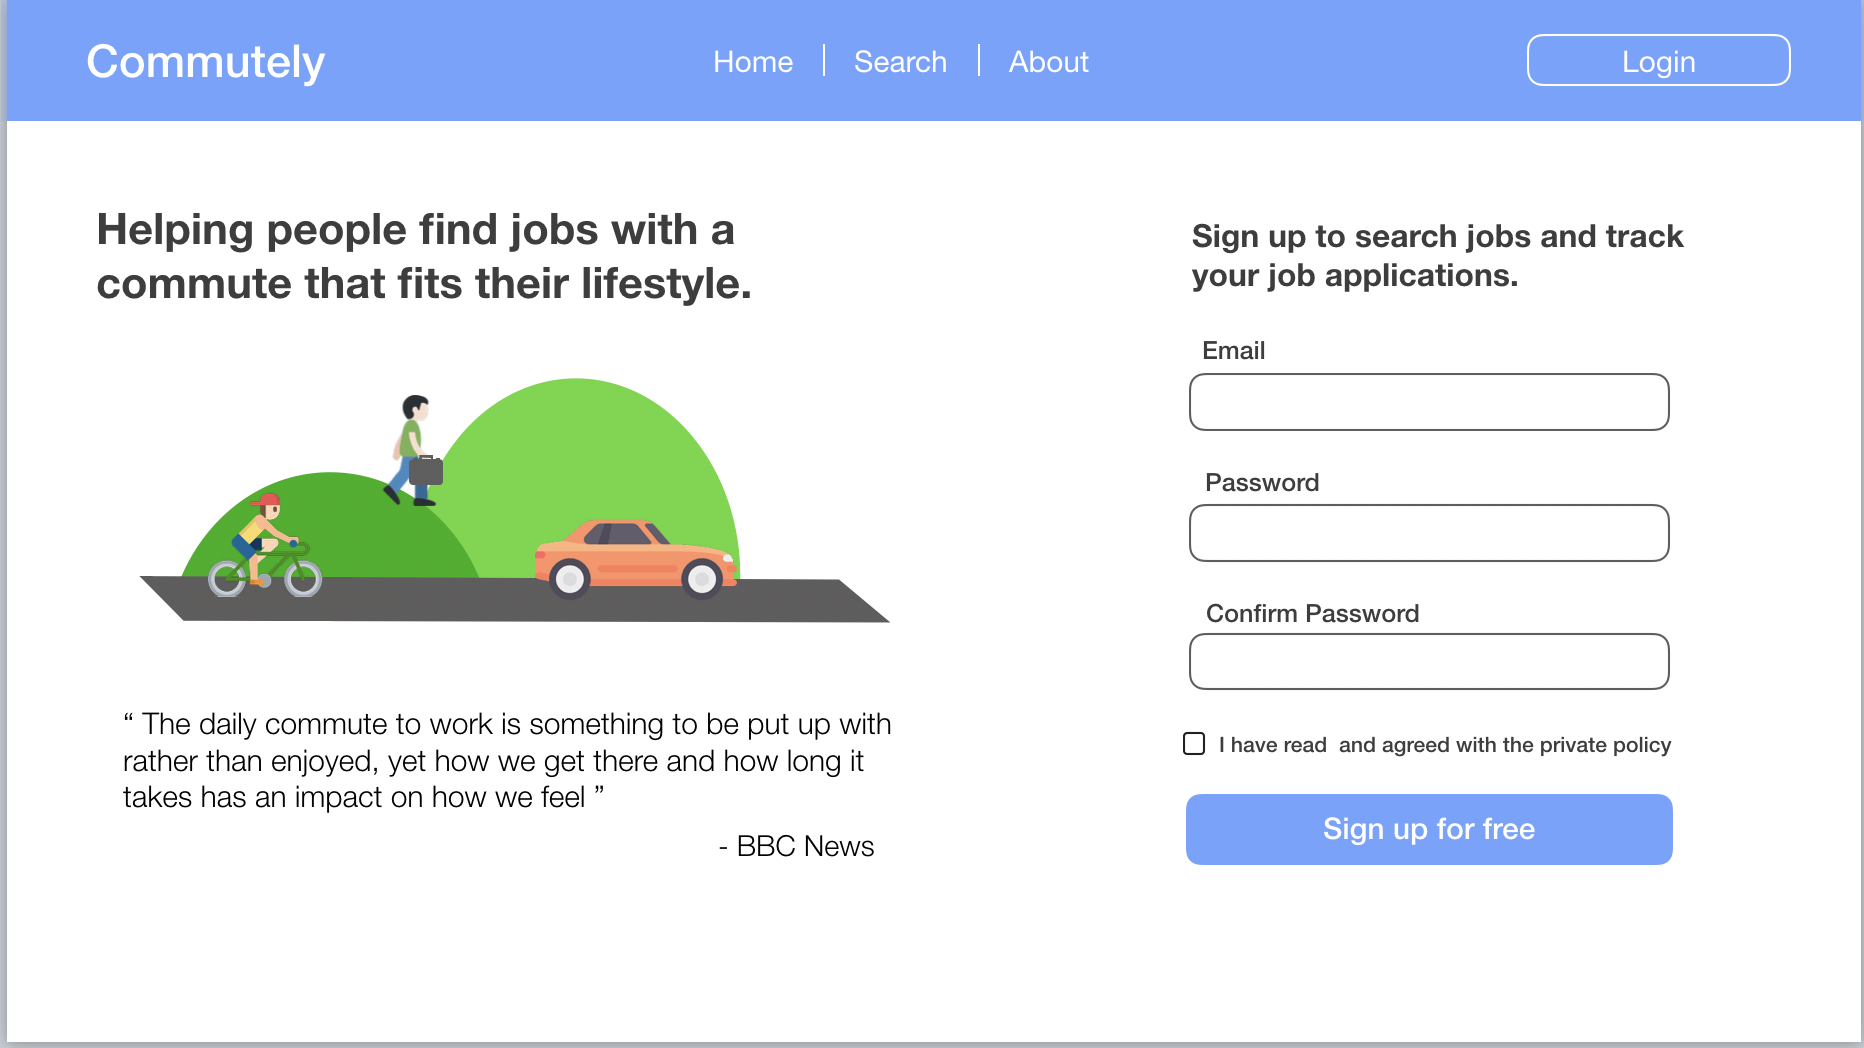 Commutely
Home
Search
About
Login
Helping people find jobs with a
commute that fits their lifestyle.
“ The daily commute to work is something to be put up with
rather than enjoyed, yet how we get there and how long it
takes has an impact on how we feel ”
- BBC News
Sign up to search jobs and track
your job applications.
Email
Password
Confirm Password
I have read  and agreed with the private policy
Sign up for free